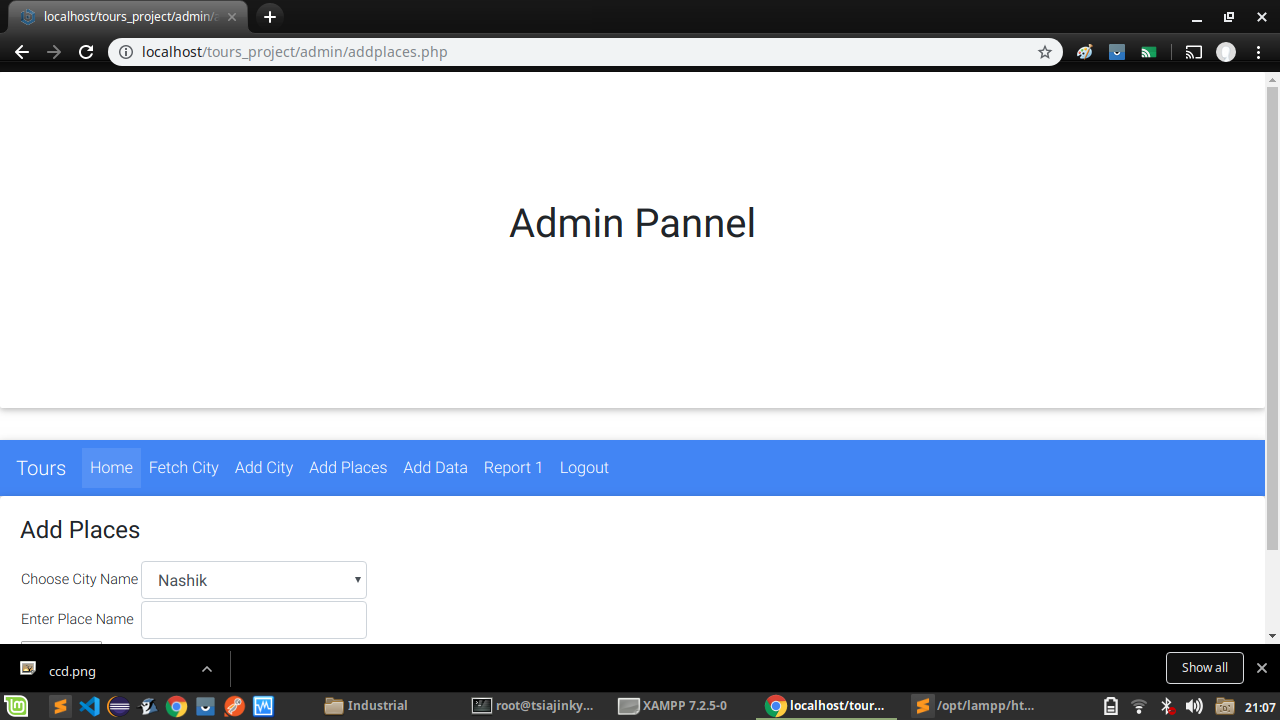 localhost/tours_project/admin/a
localhost/tours_project/admin/addplaces.php
Admin Pannel
Tours Home Fetch City Add City Add Places Add Data Report 1 Logout
Add Places
Choose City Name Nashik
Enter Place Name
ccd.png Show all
Industrial root@tsiajinky... XAMPP 7.2.5-0 localhost/tour... /opt/lampp/ht... 21:07